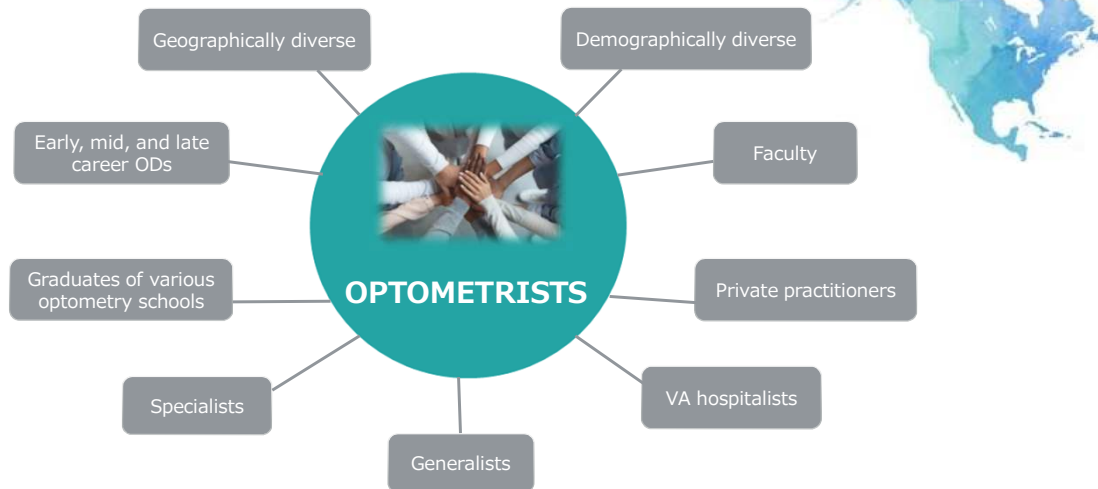 Geographically diverse
Demographically diverse
Early, mid, and late
career ODs
Faculty
Graduates of various
optometry schools
OPTOMETRISTS
Private practitioners
Specialists
VA hospitalists
Generalists